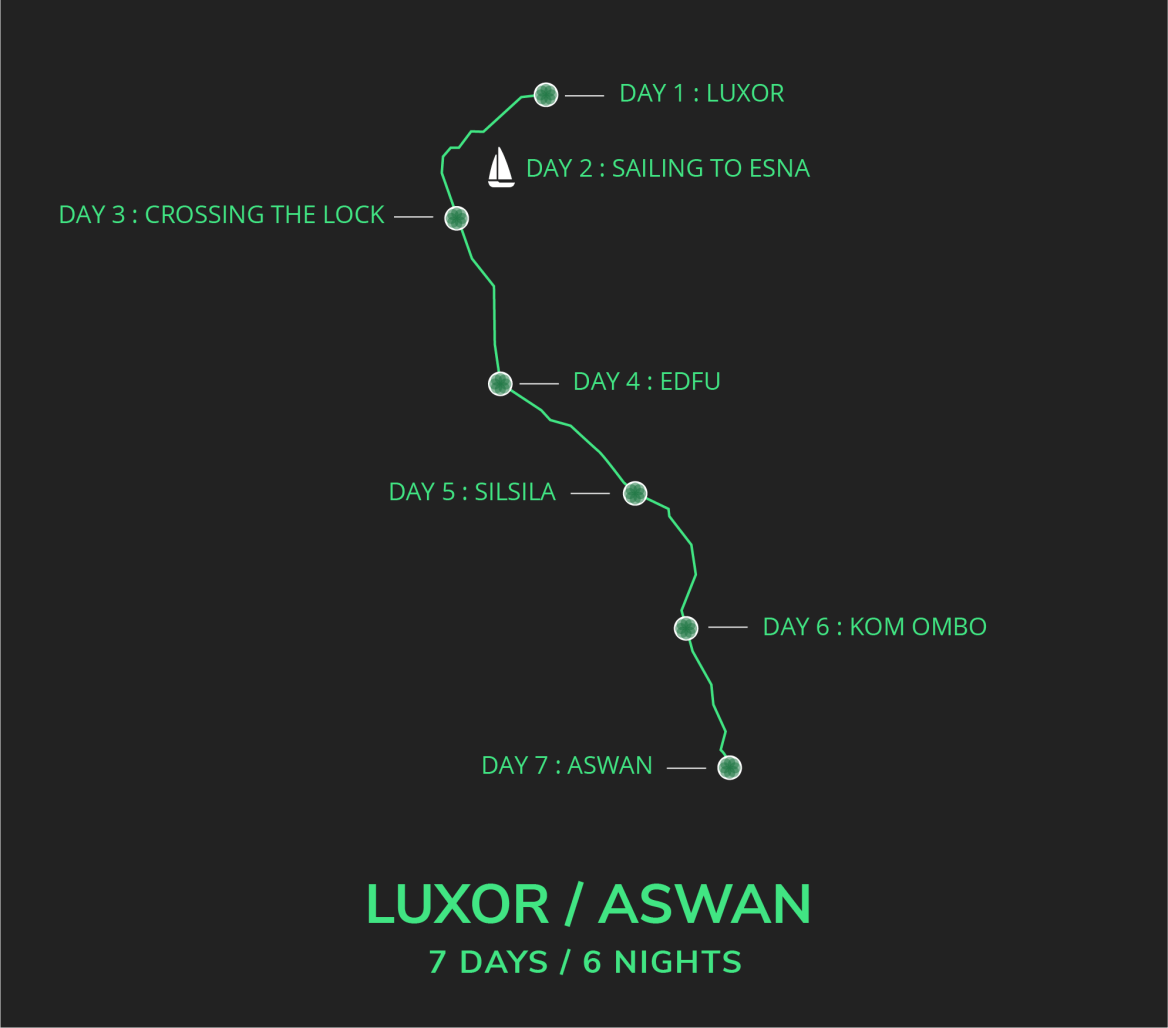 DAY 1 : LUXOR
DAY 2 : SAILING TO ESNA
DAY 3 : CROSSING THE LOCK
DAY 4 : EDFU
DAY 5 : SILSILA
DAY 6 : KOM OMBO
DAY 7 : ASWAN
LUXOR / ASWAN
7 DAYS / 6 NIGHTS